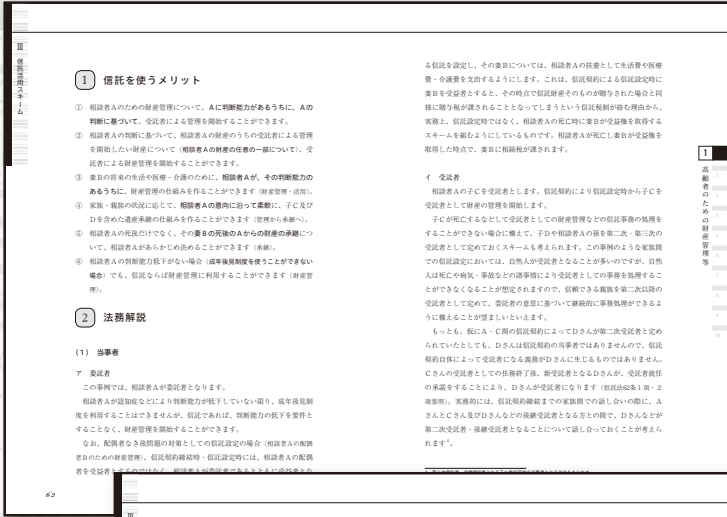 Ⅲ
信託活用スキーム
1 信託を使うメリット
① 相談者Aのための財産管理について、Aに判断能力があるうちに、Aの
判断に基づいて、受託者による管理を開始することができます。
② 相談者Aの判断に基づいて、相談者Aの財産のうちの受託者による管理
を開始したい財産について（相談者Aの財産の任意の一部について）、受
託者による財産管理を開始することができます。
③ 妻Bの将来の生活や医療・介護のために、相談者Aが、その判断能力の
あるうちに、財産管理の仕組みを作ることができます（財産管理・活用）。
④ 家族・親族の状況に応じて、相談者Aの意向に沿って柔軟に、子C及び
Dを含めた遺産承継の仕組みを作ることができます（管理から承継へ）。
⑤ 相談者Aの死後だけでなく、その妻Bの死後のAからの財産の承継につ
いて、相談者Aがあらかじめ決めることができます（承継）。
⑥ 相談者Aの判断能力低下がない場合（成年後見制度を使うことができない
場合）でも、信託ならば財産管理に利用することができます（財産管
理）。
2 法務解説
（1） 当事者
ア 委託者
この事例では、相談者Aが委託者となります。
相談者Aが認知症などにより判断能力が低下していない限り、成年後見制
度を利用することはできませんが、信託であれば、判断能力の低下を要件と
することなく、財産管理を開始することができます。
なお、配偶者なき後問題の対策としての信託設定の場合（相談者Aの配偶
者Bのための財産管理）、信託契約締結時・信託設定時には、相談者Aの配偶
者を受益者とするのではなく、相談者Aが委託者であるとともに受益者とな
62
る信託を設定し、その妻Bについては、相談者Aの扶養として生活費や医療
費・介護費を支出するようにします。これは、信託契約による信託設定時に
妻Bを受益者とすると、その時点で信託財産そのものが贈与された場合と同
様に贈与税が課されることとなってしまうという信託税制が絡む理由から、
実務上、信託設定時ではなく、相談者Aの死亡時に妻Bが受益権を取得する
スキームを組むようにしているものです。相談者Aが死亡し妻Bが受益権を
取得した時点で、妻Bに相続税が課されます。
イ 受託者
相談者Aの子Cを受託者とします。信託契約により信託設定時から子Cを
受託者として財産の管理を開始します。
子Cが死亡するなどして受託者としての財産管理などの信託事務の処理を
することができない場合に備えて、子Dや相談者Aの孫を第二次・第三次の
受託者として定めておくスキームも考えられます。この事例のような家族間
での信託設定においては、自然人が受託者となることが多いのですが、自然
人は死亡や病気・事故などの諸事情により受託者としての事務を処理するこ
とができなくなることが想定されますので、信頼できる親族を第二次以降の
受託者として定めて、委託者の意思に基づいて継続的に事務処理ができるよ
うに備えることが望ましいといえます。
もっとも、仮にA・C間の信託契約によってDさんが第二次受託者と定め
られていたとしても、Dさんは信託契約の当事者ではありませんので、信託
契約自体によって受託者になる義務がDさんに生じるものではありません。
Cさんの受託者としての任務終了後、新受託者となるDさんが、受託者就任
の承諾をすることにより、Dさんが受託者になります（信託法62条1項・2
項参照）。実務的には、信託契約締結までの家族間での話し合いの際に、A
さんとCさん及びDさんなどの後継受託者となる方との間で、Dさんなどが
第二次受託者・後継受託者となることについて話し合っておくことが考えら
れます4。
1
高齢者のための財産管理等
Ⅲ